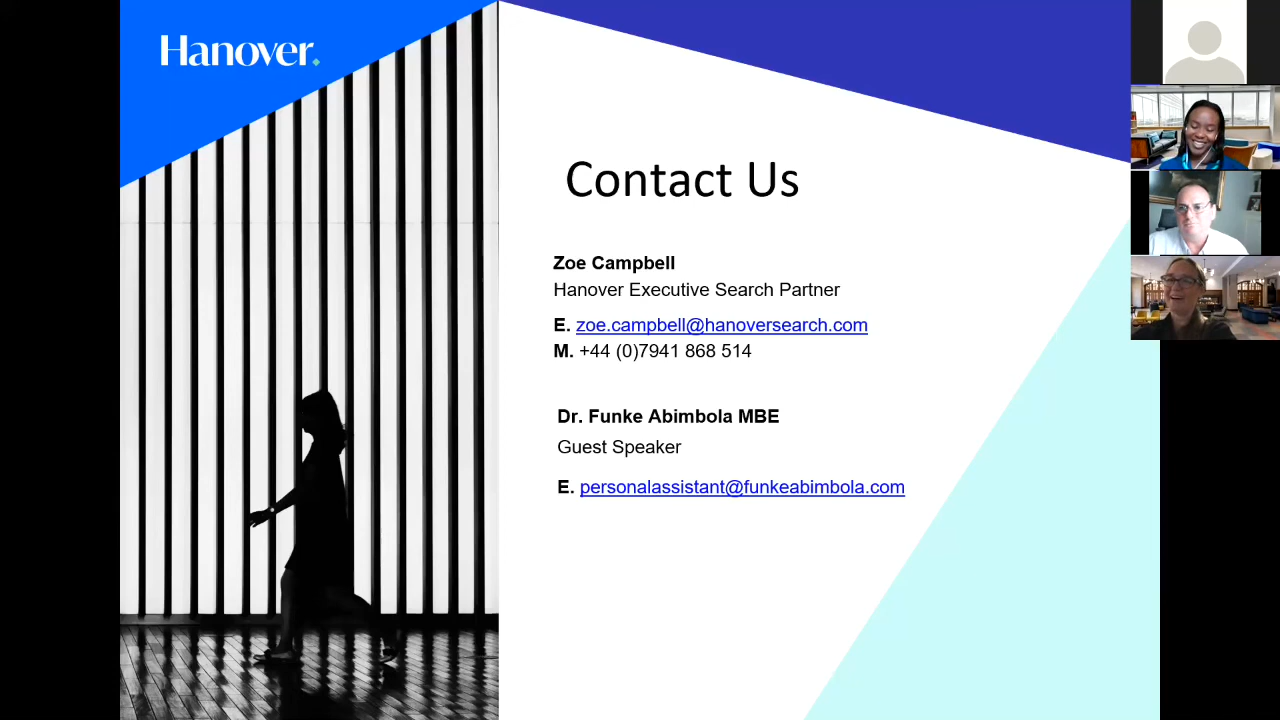 Hanover.
Contact Us
Zoe Campbell
Hanover Executive Search Partner
E. zoe.campbell@hanoversearch.com
M. +44 (0)7941 868 514
Dr. Funke Abimbola MBE
Guest Speaker
E. personalassistant@funkeabimbola.com